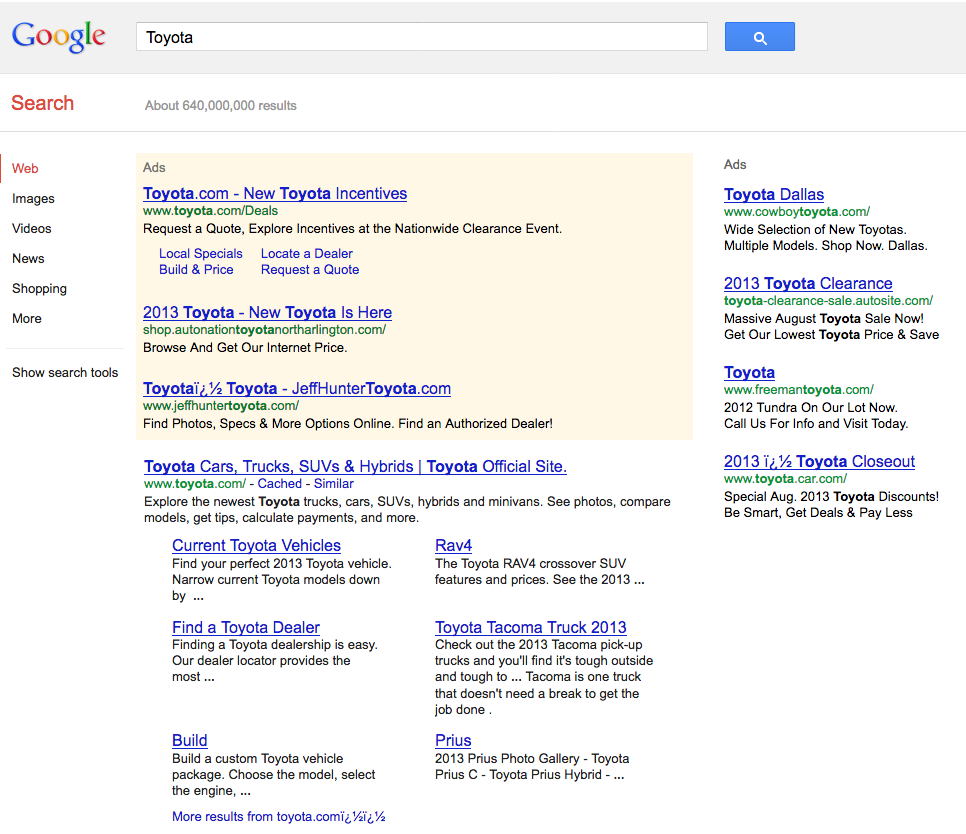 Google
Toyota
Search
About 640,000,000 results
Web
Images
Videos
News
Shopping
More
Show search tools
Ads
Toyota.com - New Toyota Incentives
www.toyota.com/Deals
Request a Quote, Explore Incentives at the Nationwide Clearance Event.
Local Specials Locate a Dealer
Build & Price Request a Quote
2013 Toyota - New Toyota Is Here
shop.autonationtoyotanortharlington.com/
Browse And Get Our Internet Price.
Toyotaï¿½ Toyota - JeffHunterToyota.com
www.jeffhuntertoyota.com/
Find Photos, Specs & More Options Online. Find an Authorized Dealer!
Toyota Cars, Trucks, SUVs & Hybrids | Toyota Official Site.
www.toyota.com/ - Cached - Similar
Explore the newest Toyota trucks, cars, SUVs, hybrids and minivans. See photos, compare
models, get tips, calculate payments, and more.
Current Toyota Vehicles
Find your perfect 2013 Toyota vehicle.
Narrow current Toyota models down
by ...
Rav4
The Toyota RAV4 crossover SUV
features and prices. See the 2013 ...
Find a Toyota Dealer
Finding a Toyota dealership is easy.
Our dealer locator provides the
most ...
Toyota Tacoma Truck 2013
Check out the 2013 Tacoma pick-up
trucks and you'll find it's tough outside
and tough to ... Tacoma is one truck
that doesn't need a break to get the
job done .
Build
Build a custom Toyota vehicle
package. Choose the model, select
the engine, ...
Prius
2013 Prius Photo Gallery - Toyota
Prius C - Toyota Prius Hybrid - ...
More results from toyota.comï¿½ï¿½
Ads
Toyota Dallas
www.cowboytoyota.com/
Wide Selection of New Toyotas.
Multiple Models. Shop Now. Dallas.
2013 Toyota Clearance
toyota-clearance-sale.autosite.com/
Massive August Toyota Sale Now!
Get Our Lowest Toyota Price & Save
Toyota
www.freemantoyota.com/
2012 Tundra On Our Lot Now.
Call Us For Info and Visit Today.
2013 ï¿½ Toyota Closeout
www.toyota.car.com/
Special Aug. 2013 Toyota Discounts!
Be Smart, Get Deals & Pay Less